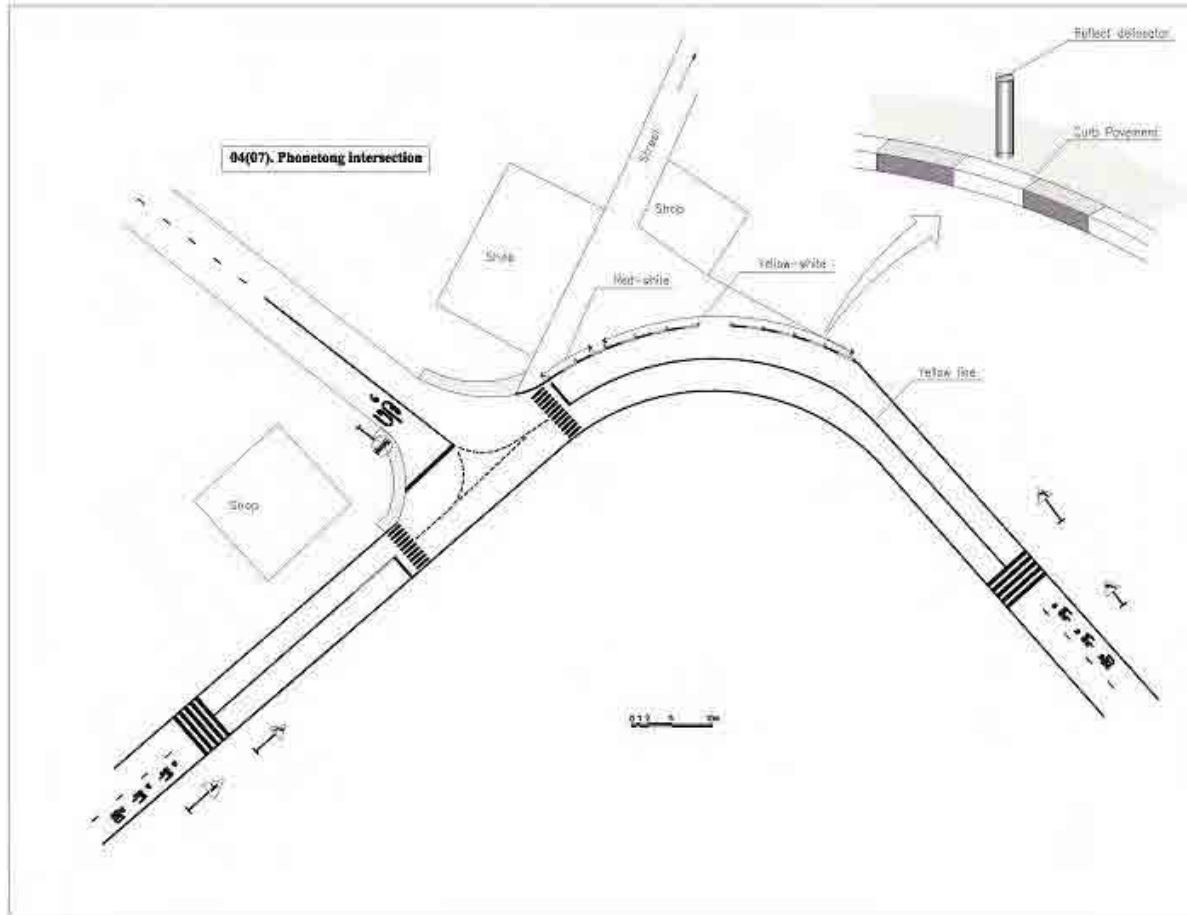 Reflect delineator
04(07). Phonetong intersection
Curb Pavement
Street
Shop
Shop
Yellow-white
Red-white
Yellow line
Shop